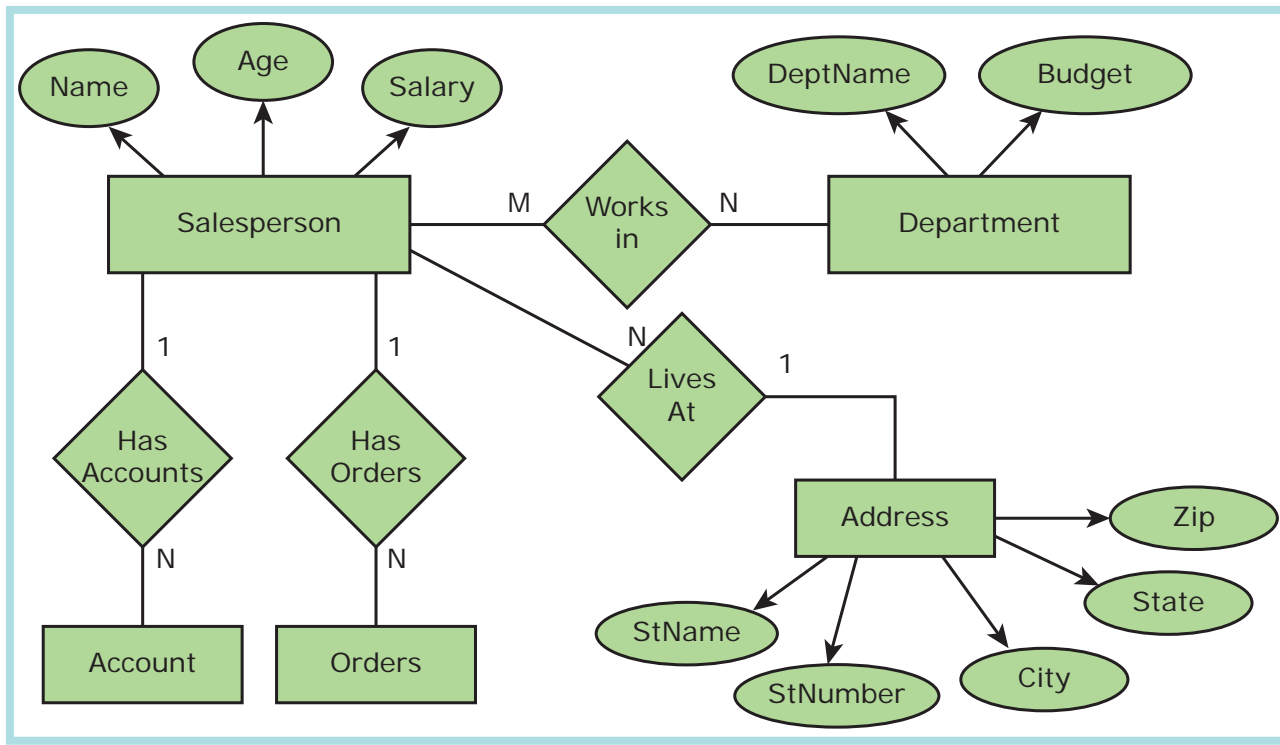 Name
Age
Salary
DeptName
Budget
Salesperson
M
Works
in
N
Department
1
1
N
Lives
At
1
Has
Accounts
Has
Orders
N
N
Account
Orders
Address
Zip
State
City
StNumber
StName